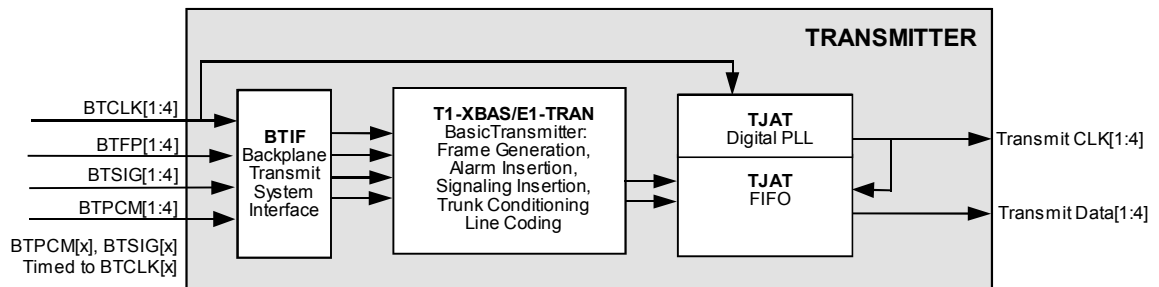 TRANSMITTER
BTCLK[1:4]
BTFP[1:4]
BTSIG[1:4]
BTPCM[1:4]
BTPCM[x], BTSIG[x]
Timed to BTCLK[x]
BTIF
Backplane
Transmit
System
Interface
T1-XBAS/E1-TRAN
BasicTransmitter:
Frame Generation,
Alarm Insertion,
Signaling Insertion,
Trunk Conditioning
Line Coding
TJAT
Digital PLL
TJAT
FIFO
Transmit CLK[1:4]
Transmit Data[1:4]